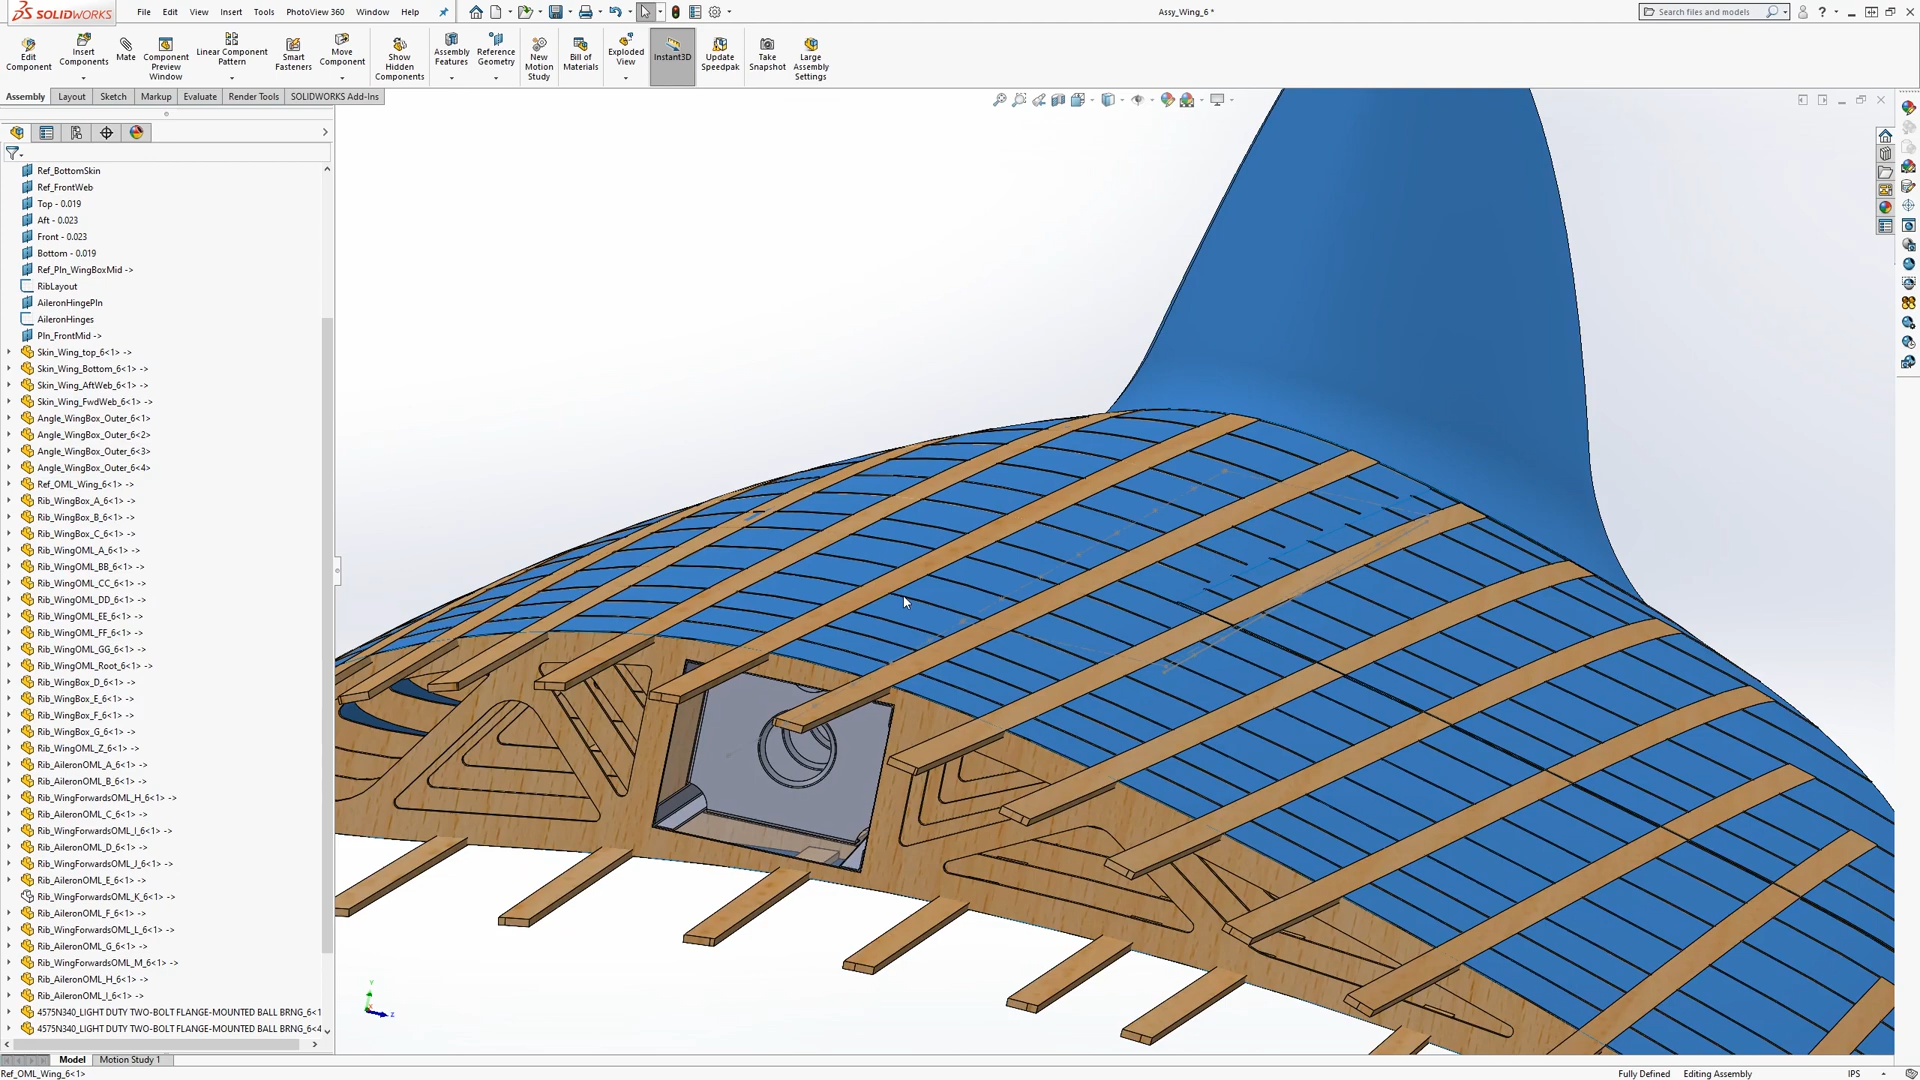 SOLIDWORKS
File Edit View Insert Tools PhotoView 360 Window Help
Assy_Wing_6 *
Search files and models
Edit Component
Insert Components
Mate
Component Preview Window
Linear Component Pattern
Smart Fasteners
Move Component
Show Hidden Components
Assembly Features
Reference Geometry
New Motion Study
Bill of Materials
Exploded View
Instant3D
Update Speedpak
Take Snapshot
Large Assembly Settings
Assembly Layout Sketch Markup Evaluate Render Tools SOLIDWORKS Add-Ins
Ref_BottomSkin
Ref_FrontWeb
Top - 0.019
Aft - 0.023
Front - 0.023
Bottom - 0.019
Ref_Pln_WingBoxMid ->
RibLayout
AileronHingePln
AileronHinges
Pln_FrontMid ->
Skin_Wing_top_6<1> ->
Skin_Wing_Bottom_6<1> ->
Skin_Wing_AftWeb_6<1> ->
Skin_Wing_FwdWeb_6<1> ->
Angle_WingBox_Outer_6<1>
Angle_WingBox_Outer_6<2>
Angle_WingBox_Outer_6<3>
Angle_WingBox_Outer_6<4>
Ref_OML_Wing_6<1> ->
Rib_WingBox_A_6<1> ->
Rib_WingBox_B_6<1> ->
Rib_WingBox_C_6<1> ->
Rib_WingOML_A_6<1> ->
Rib_WingOML_BB_6<1> ->
Rib_WingOML_CC_6<1> ->
Rib_WingOML_DD_6<1> ->
Rib_WingOML_EE_6<1> ->
Rib_WingOML_FF_6<1> ->
Rib_WingOML_GG_6<1> ->
Rib_WingOML_Root_6<1> ->
Rib_WingBox_D_6<1> ->
Rib_WingBox_E_6<1> ->
Rib_WingBox_F_6<1> ->
Rib_WingBox_G_6<1> ->
Rib_WingOML_Z_6<1> ->
Rib_AileronOML_A_6<1> ->
Rib_AileronOML_B_6<1> ->
Rib_WingForwardsOML_H_6<1> ->
Rib_AileronOML_C_6<1> ->
Rib_WingForwardsOML_I_6<1> ->
Rib_AileronOML_D_6<1> ->
Rib_WingForwardsOML_J_6<1> ->
Rib_AileronOML_E_6<1> ->
Rib_WingForwardsOML_K_6<1> ->
Rib_AileronOML_F_6<1> ->
Rib_WingForwardsOML_L_6<1> ->
Rib_AileronOML_G_6<1> ->
Rib_WingForwardsOML_M_6<1> ->
Rib_AileronOML_H_6<1> ->
Rib_AileronOML_I_6<1> ->
4575N340_LIGHT DUTY TWO-BOLT FLANGE-MOUNTED BALL BRNG_6<1
4575N340_LIGHT DUTY TWO-BOLT FLANGE-MOUNTED BALL BRNG_6<4
Y
Z
Model Motion Study 1
Ref_OML_Wing_6<1>
Fully Defined Editing Assembly IPS